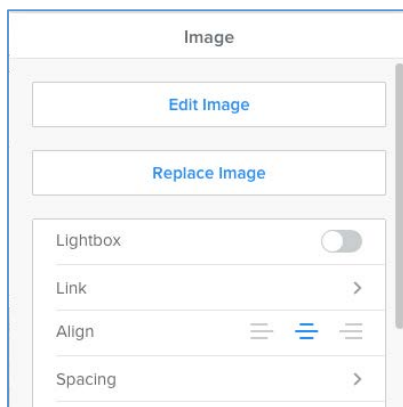 Image
Edit Image
Replace Image
Lightbox
Link
Align
Spacing